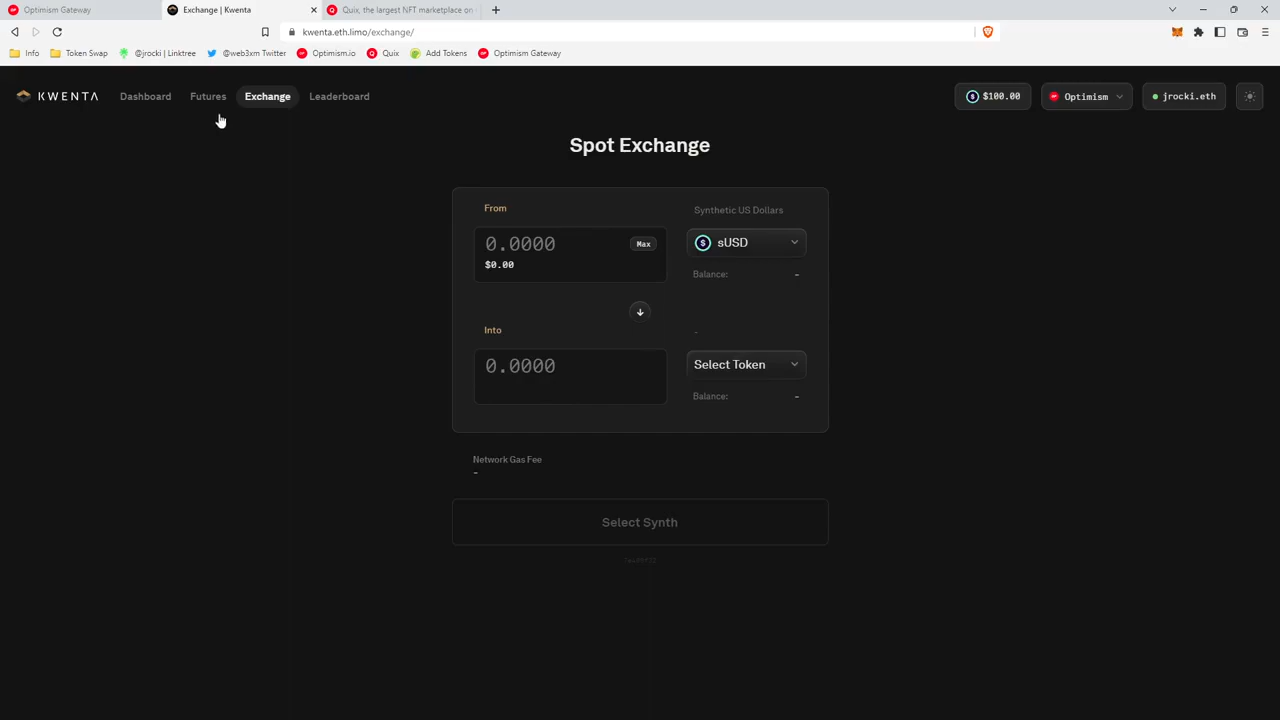 Optimism Gateway
Exchange | Kwenta
Quix, the largest NFT marketplace on
kwenta.eth.limo/exchange/
Info
Token Swap
@jrocki | Linktree
@web3xm Twitter
Optimism.io
Quix
Add Tokens
Optimism Gateway
KWENTA
Dashboard
Futures
Exchange
Leaderboard
$100.00
Optimism
jrocki.eth
Spot Exchange
From
Synthetic US Dollars
0.0000
Max
sUSD
$0.00
Balance:
-
Into
-
0.0000
Select Token
Balance:
-
Network Gas Fee
-
Select Synth